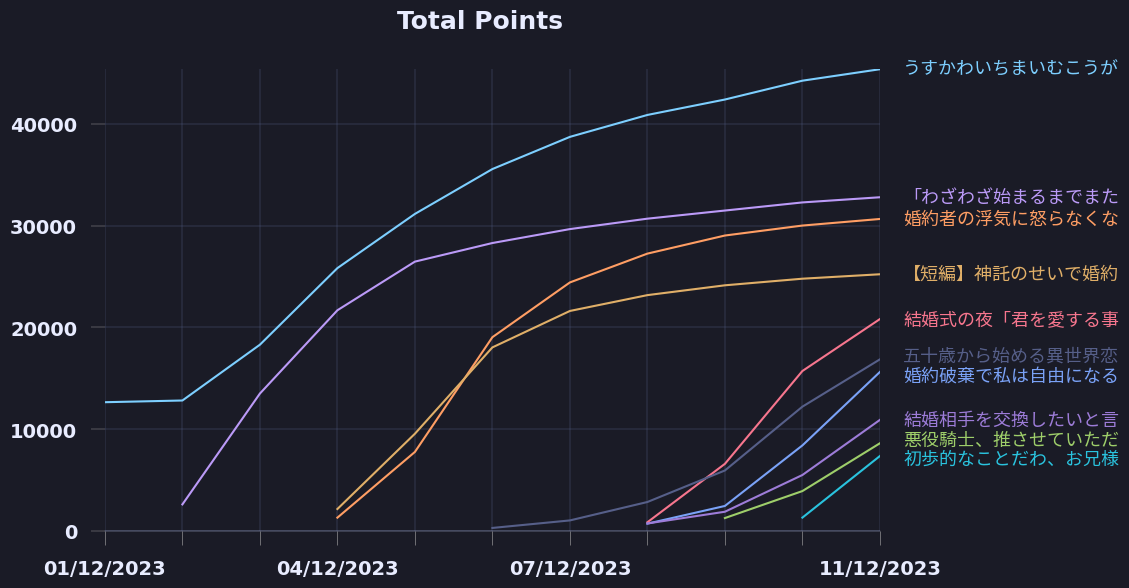 Total Points
40000
30000
20000
10000
0
01/12/2023
04/12/2023
07/12/2023
11/12/2023
うすかわいちまいむこうが
「わざわざ始まるまでまた
婚約者の浮気に怒らなくな
【短編】神託のせいで婚約
結婚式の夜「君を愛する事
五十歳から始める異世界恋
婚約破棄で私は自由になる
結婚相手を交換したいと言
悪役騎士、推させていただ
初歩的なことだわ、お兄様